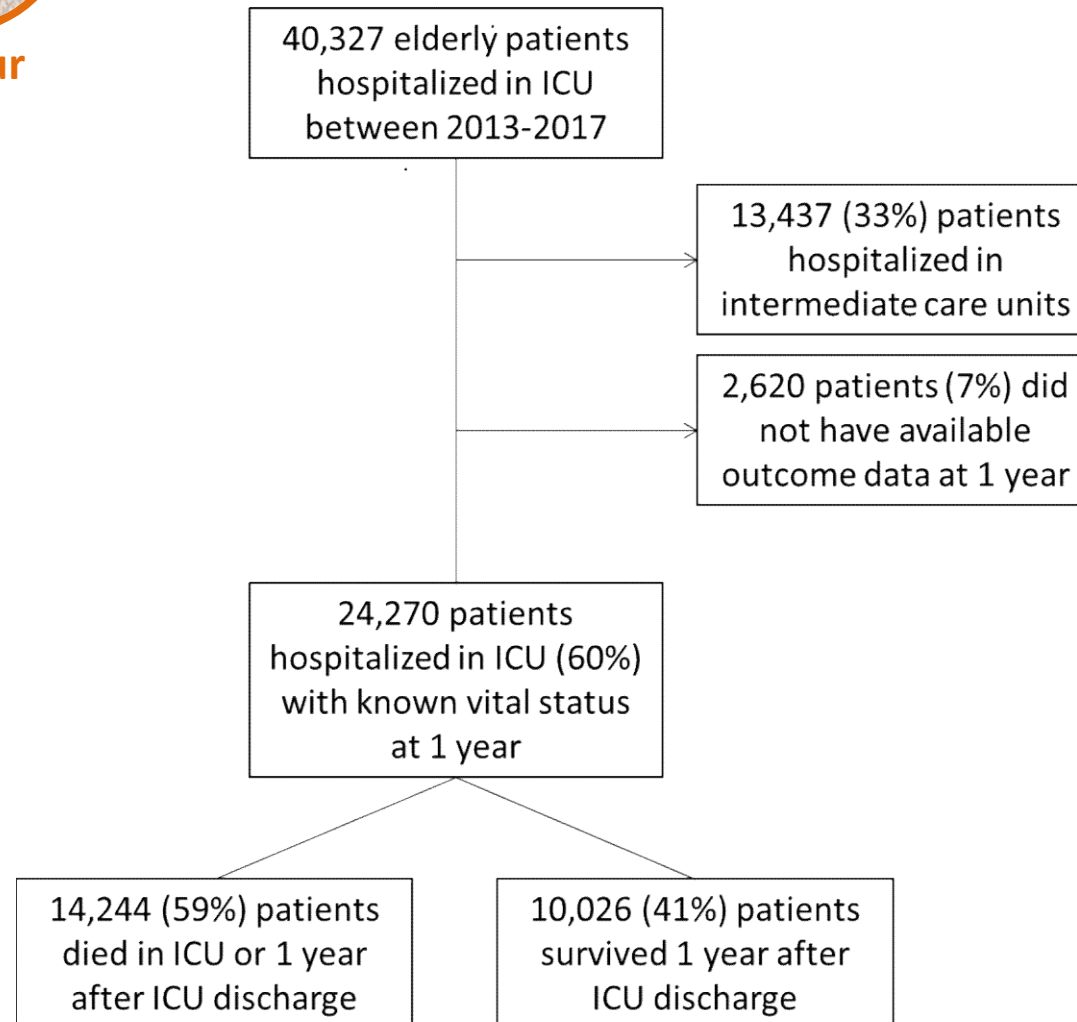 ur
40,327 elderly patients
hospitalized in ICU
between 2013-2017
13,437 (33%) patients
hospitalized in
intermediate care units
2,620 patients (7%) did
not have available
outcome data at 1 year
24,270 patients
hospitalized in ICU (60%)
with known vital status
at 1 year
14,244 (59%) patients
died in ICU or 1 year
after ICU discharge
10,026 (41%) patients
survived 1 year after
ICU discharge